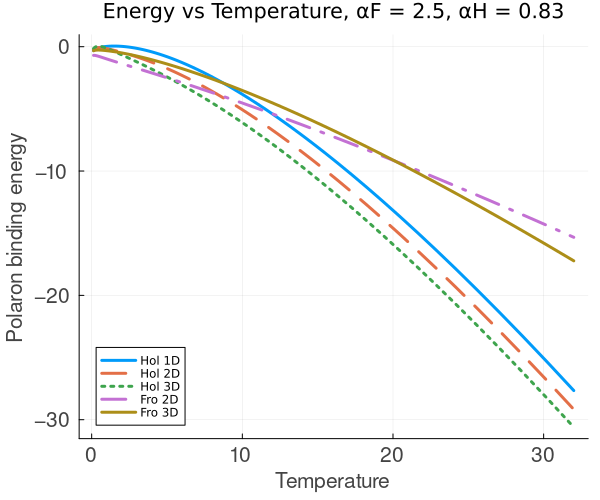 Energy vs Temperature, αF = 2.5, αH = 0.83
Polaron binding energy
0
−10
−20
−30
Hol 1D
Hol 2D
Hol 3D
Fro 2D
Fro 3D
0 10 20 30
Temperature